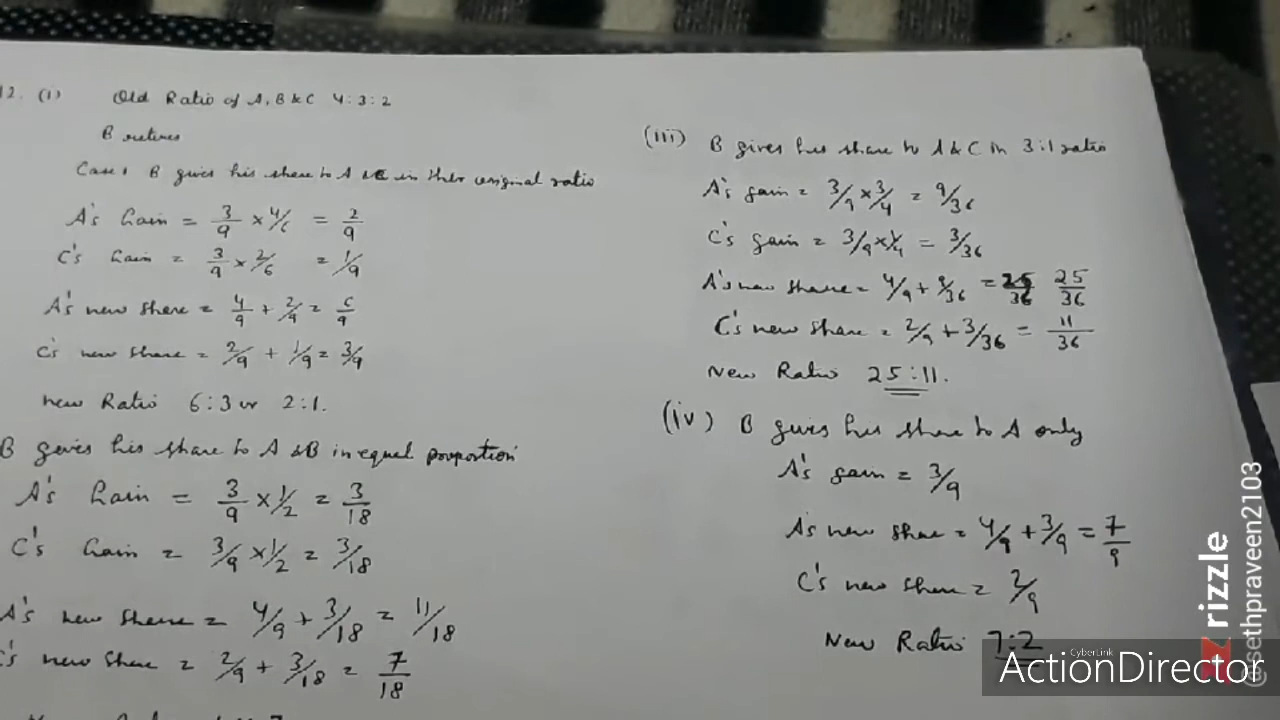 12. (i) Old Ratio of A, B & C 4:3:2
B retires
Case 1 B gives his share to A & C in their original ratio
A's Gain = 3/9 × 4/6 = 2/9
C's Gain = 3/9 × 2/6 = 1/9
A's new share = 4/9 + 2/9 = 6/9
C's new share = 2/9 + 1/9 = 3/9
New Ratio 6:3 or 2:1.
B gives his share to A & B in equal proportion
A's Gain = 3/9 × 1/2 = 3/18
C's Gain = 3/9 × 1/2 = 3/18
A's new share = 4/9 + 3/18 = 11/18
C's new share = 2/9 + 3/18 = 7/18
(iii) B gives his share to A & C in 3:1 ratio
A's gain = 3/9 × 3/4 = 9/36
C's gain = 3/9 × 1/4 = 3/36
A's new share = 4/9 + 9/36 = 25/36 25/36
C's new share = 2/9 + 3/36 = 11/36
New Ratio 25:11.
(iv) B gives his share to A only
A's gain = 3/9
A's new share = 4/9 + 3/9 = 7/9
C's new share = 2/9
New Ratio 7:2
CyberLink
ActionDirector
rizzle
@sethpraveen2103